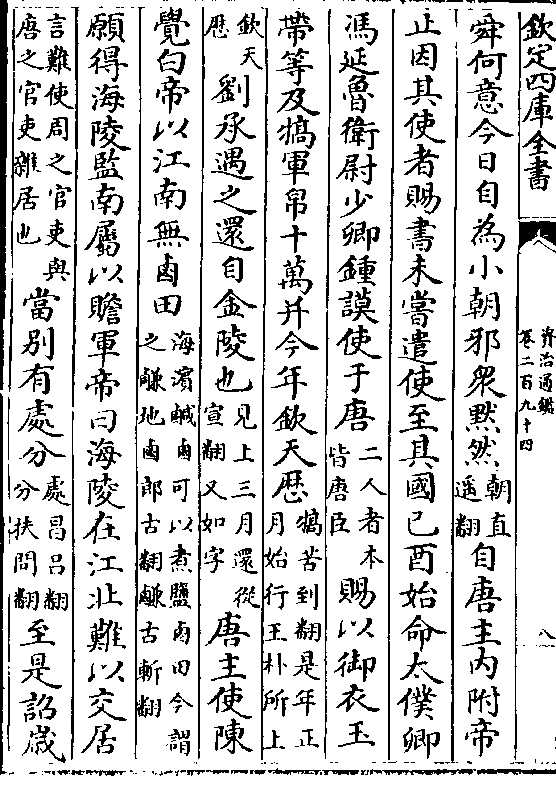 欽定四庫全書
資治通鑑
卷二百九十四
八
舜何意今日自為小朝邪衆默然朝直遥翻自唐主内附帝
止因其使者賜書未嘗遣使至其國己酉始命太僕卿
馮延魯衛尉少卿鍾謨使于唐二人者本皆唐臣賜以御衣玉
帶等及犒軍帛十萬并今年欽天厯犒苦到翻是年正月始行王朴所上
欽天厯劉承遇之還自金陵也見上三月還從宣翻又如字唐主使陳
覺白帝以江南無鹵田海濱鹹鹵可以煮鹽鹵田今謂之鹻地鹵郎古翻鹻古斬翻
願得海陵監南屬以贍軍帝曰海陵在江北難以交居
言難使周之官吏與唐之官吏雜居也當別有處分處昌吕翻分扶問翻至是詔歲